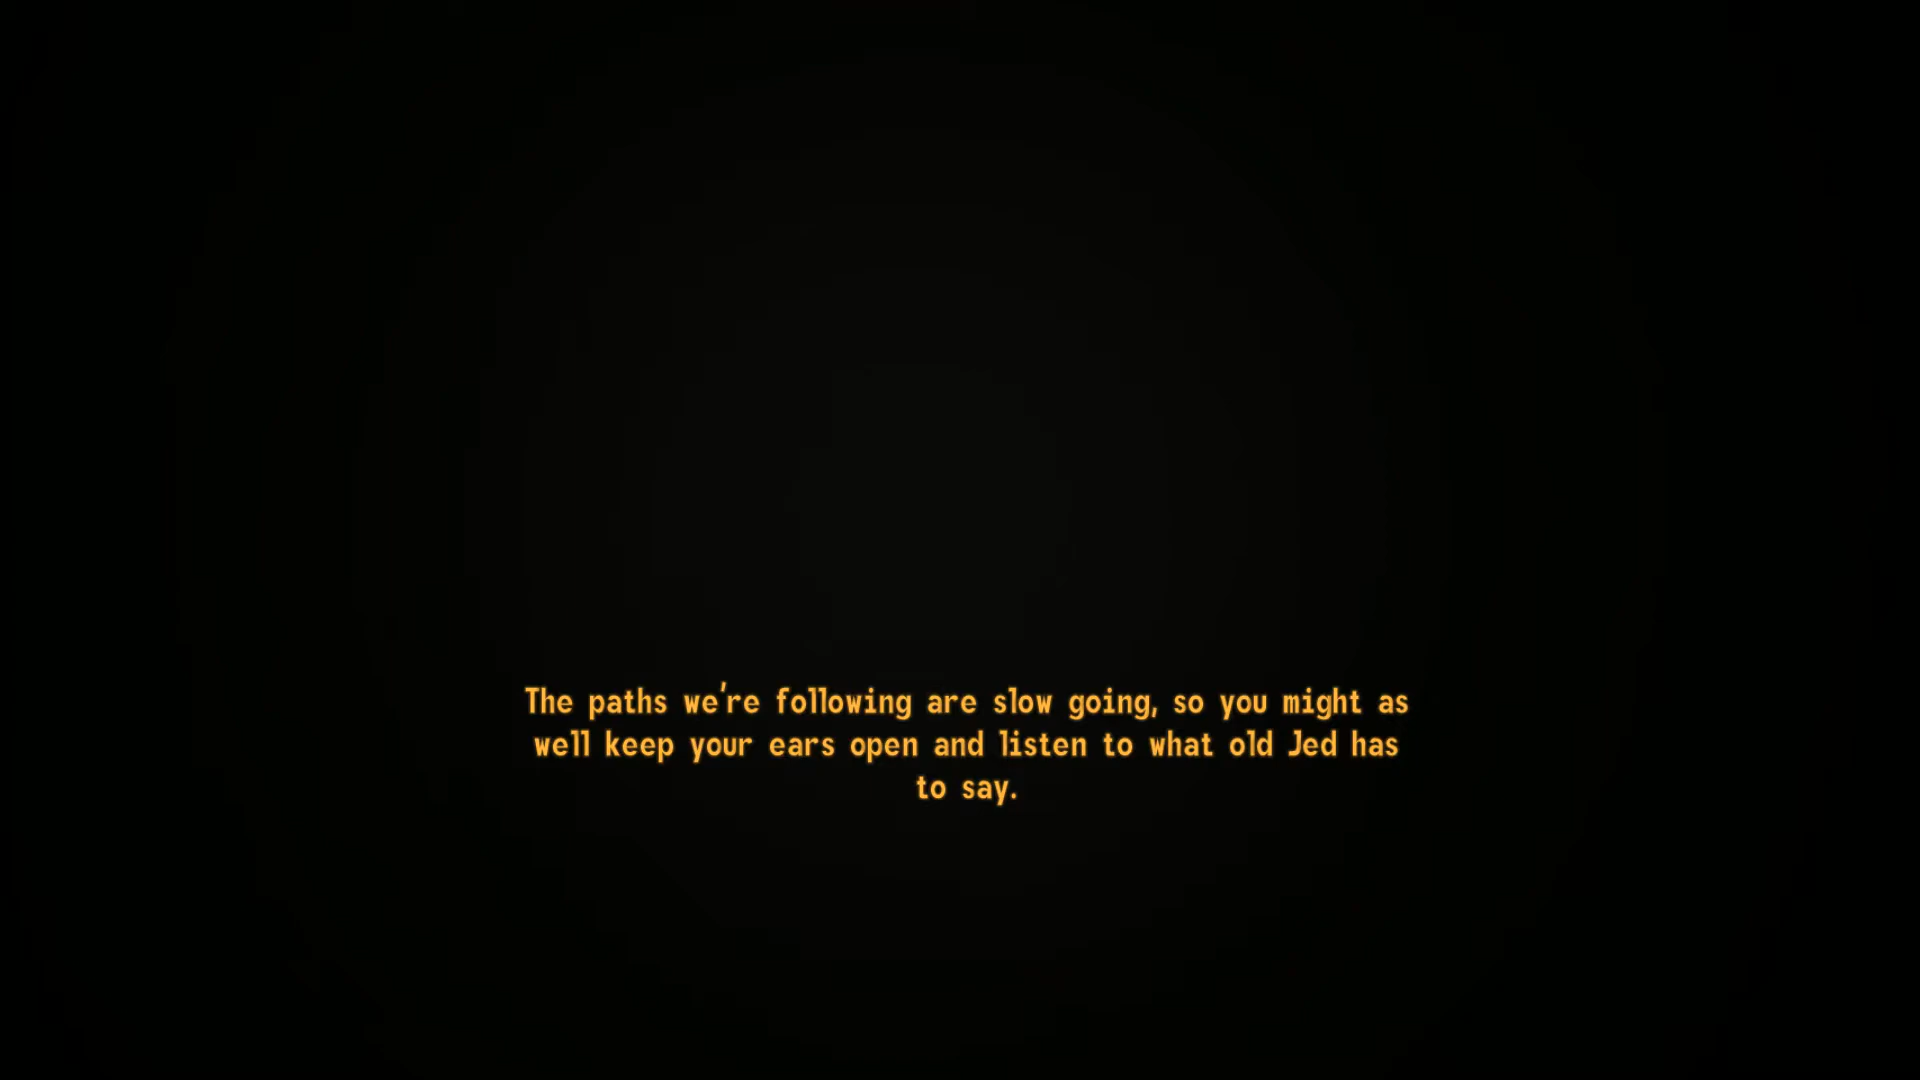 The paths we're following are slow going, so you might as
well keep your ears open and listen to what old Jed has
to say.